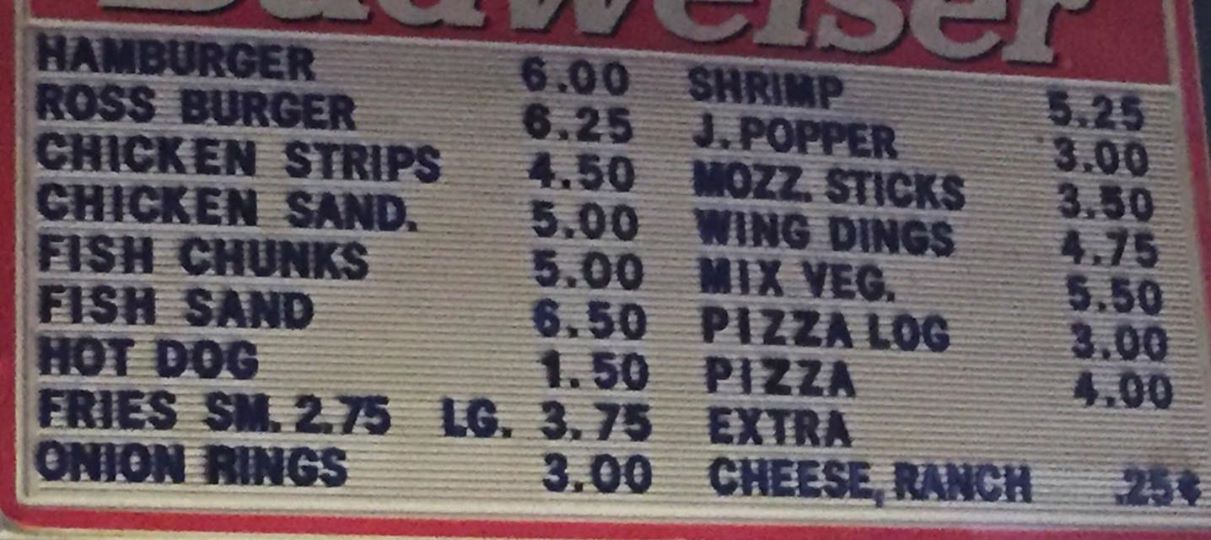 Budweiser
HAMBURGER 6.00
ROSS BURGER 6.25
CHICKEN STRIPS 4.50
CHICKEN SAND. 5.00
FISH CHUNKS 5.00
FISH SAND 6.50
HOT DOG 1.50
FRIES SM. 2.75 LG. 3.75
ONION RINGS 3.00
SHRIMP 5.25
J. POPPER 3.00
MOZZ. STICKS 3.50
WING DINGS 4.75
MIX VEG. 5.50
PIZZA LOG 3.00
PIZZA 4.00
EXTRA
CHEESE, RANCH .25¢